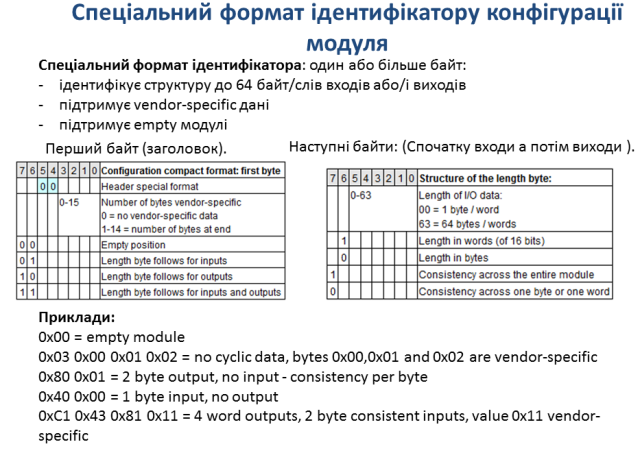 Спеціальний формат ідентифікатору конфігурації
модуля
Спеціальний формат ідентифікатора: один або більше байт:
- ідентифікує структуру до 64 байт/слів входів або/і виходів
- підтримує vendor-specific дані
- підтримує empty модулі
Перший байт (заголовок).
7 6 5 4 3 2 1 0 Configuration compact format: first byte
0 0 Header special format
0-15 Number of bytes vendor-specific
0 = no vendor-specific data
1-14 = number of bytes at end
0 0 Empty position
0 1 Length byte follows for inputs
1 0 Length byte follows for outputs
1 1 Length byte follows for inputs and outputs
Наступні байти: (Спочатку входи а потім виходи ).
7 6 5 4 3 2 1 0 Structure of the length byte:
0-63 Length of I/O data:
00 = 1 byte / word
63 = 64 bytes / words
1 Length in words (of 16 bits)
0 Length in bytes
1 Consistency across the entire module
0 Consistency across one byte or one word
Приклади:
0x00 = empty module
0x03 0x00 0x01 0x02 = no cyclic data, bytes 0x00,0x01 and 0x02 are vendor-specific
0x80 0x01 = 2 byte output, no input - consistency per byte
0x40 0x00 = 1 byte input, no output
0xC1 0x43 0x81 0x11 = 4 word outputs, 2 byte consistent inputs, value 0x11 vendor-
specific